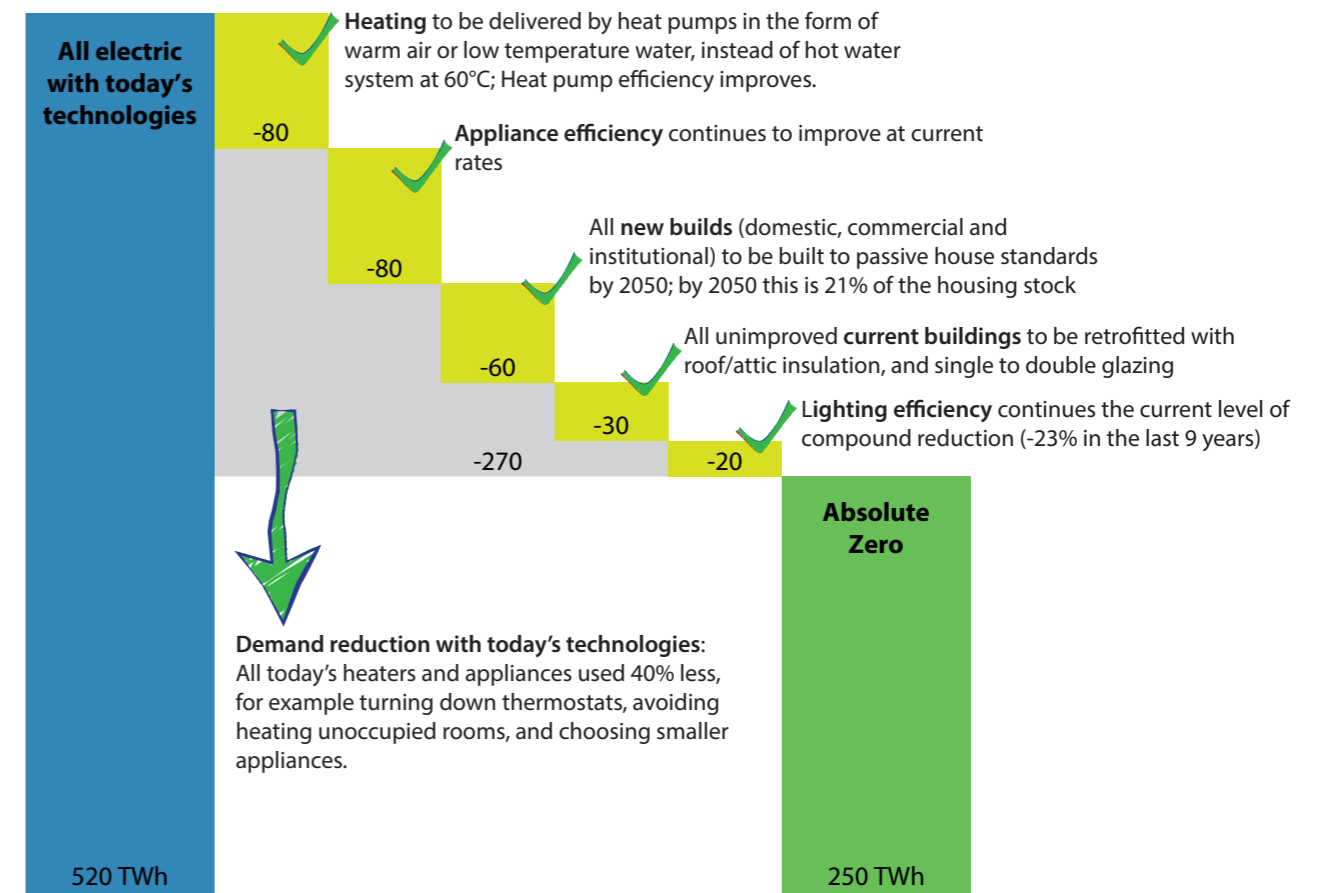 All electric
with today's
technologies
-80
Heating to be delivered by heat pumps in the form of
warm air or low temperature water, instead of hot water
system at 60°C; Heat pump efficiency improves.
-80
Appliance efficiency continues to improve at current
rates
-60
All new builds (domestic, commercial and
institutional) to be built to passive house standards
by 2050; by 2050 this is 21% of the housing stock
-30
All unimproved current buildings to be retrofitted with
roof/attic insulation, and single to double glazing
-20
Lighting efficiency continues the current level of
compound reduction (-23% in the last 9 years)
-270
Absolute
Zero
Demand reduction with today's technologies:
All today's heaters and appliances used 40% less,
for example turning down thermostats, avoiding
heating unoccupied rooms, and choosing smaller
appliances.
520 TWh
250 TWh